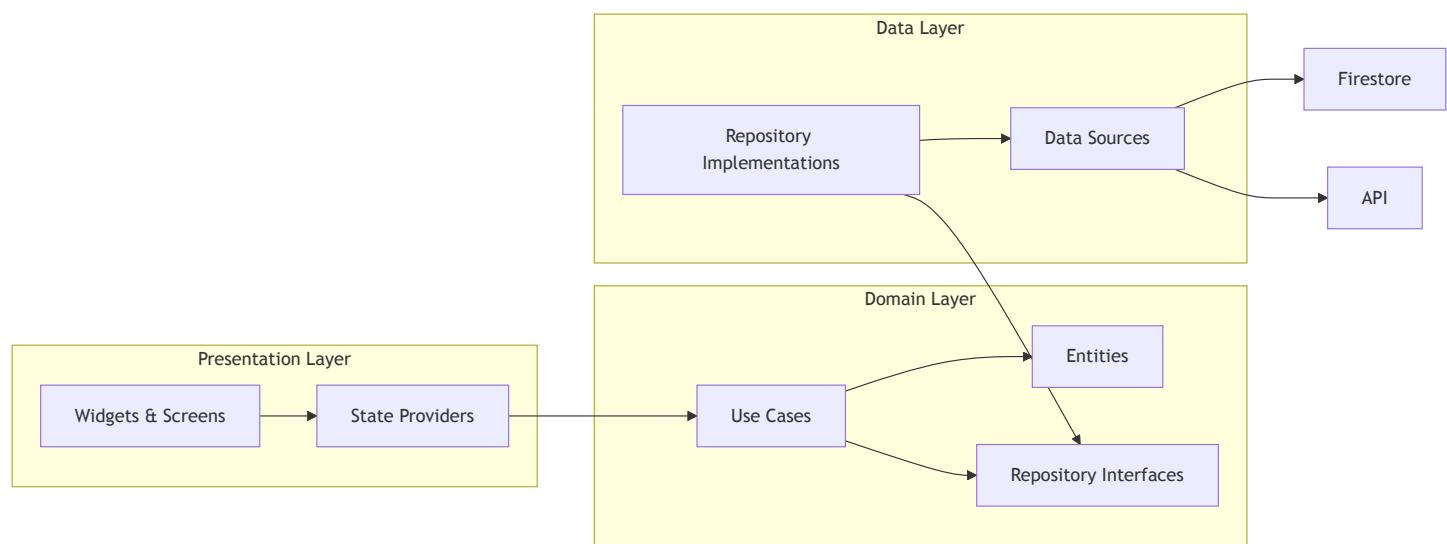 Data Layer
Firestore
Repository
Implementations
Data Sources
API
Domain Layer
Presentation Layer
Entities
Widgets & Screens
State Providers
Use Cases
Repository Interfaces